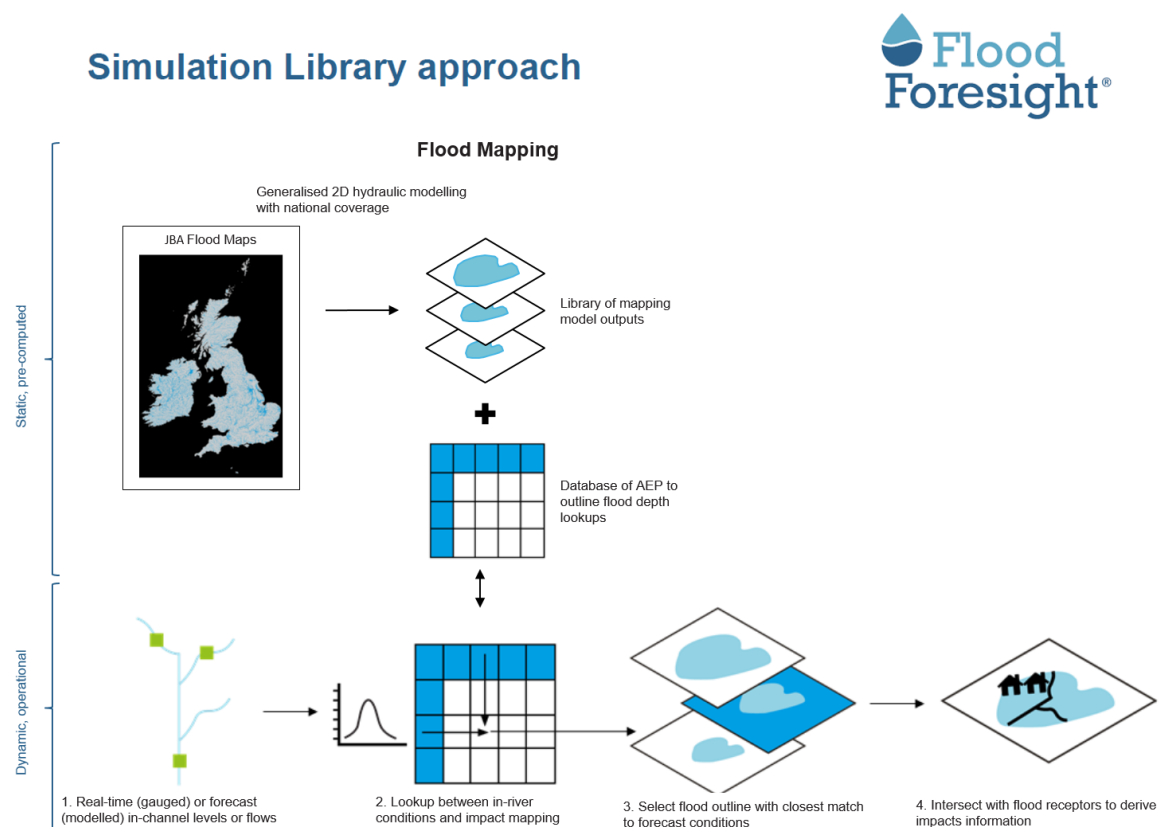 Simulation Library approach
Flood
Foresight®
Flood Mapping
Generalised 2D hydraulic modelling
with national coverage
JBA Flood Maps
Library of mapping
model outputs
Static, pre-computed
Database of AEP to
outline flood depth
lookups
Dynamic, operational
1. Real-time (gauged) or forecast
(modelled) in-channel levels or flows
2. Lookup between in-river
conditions and impact mapping
3. Select flood outline with closest match
to forecast conditions
4. Intersect with flood receptors to derive
impacts information